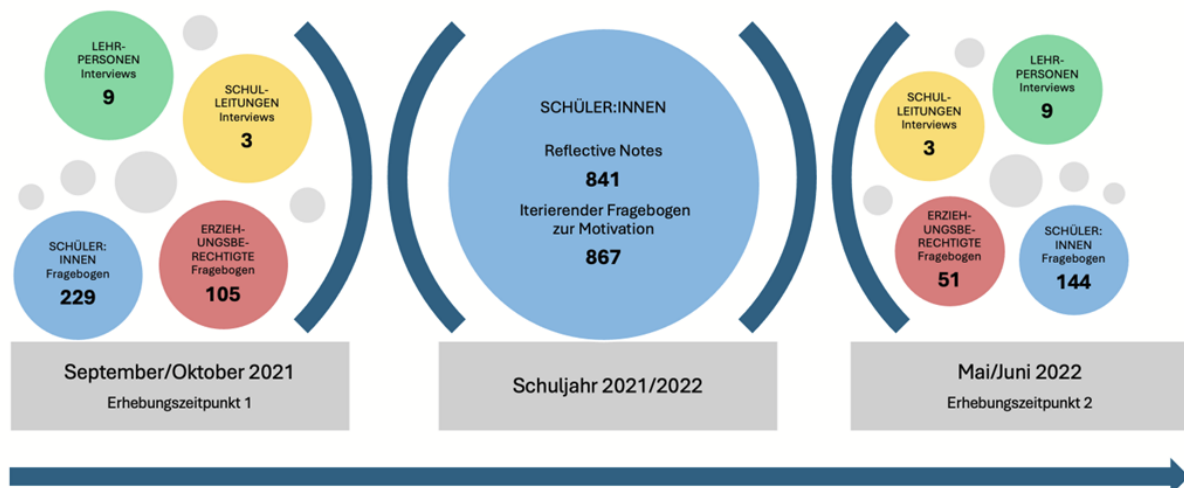 LEHR-
PERSONEN
Interviews
9
SCHUL-
LEITUNGEN
Interviews
3
SCHÜLER:
INNEN
Fragebogen
229
ERZIEH-
UNGSBE-
RECHTIGTE
Fragebogen
105
September/Oktober 2021
Erhebungszeitpunkt 1
SCHÜLER:INNEN
Reflective Notes
841
Iterierender Fragebogen
zur Motivation
867
Schuljahr 2021/2022
SCHUL-
LEITUNGEN
Interviews
3
LEHR-
PERSONEN
Interviews
9
ERZIEH-
UNGSBE-
RECHTIGTE
Fragebogen
51
SCHÜLER:
INNEN
Fragebogen
144
Mai/Juni 2022
Erhebungszeitpunkt 2